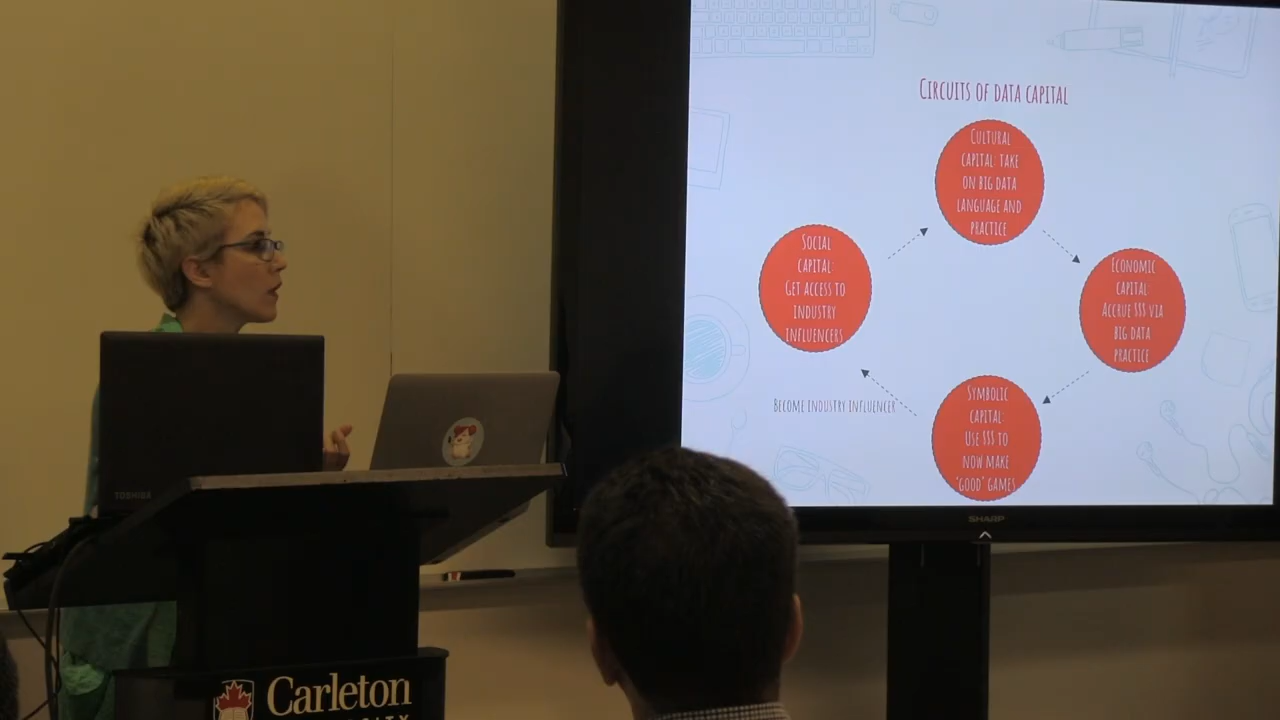 CIRCUITS OF DATA CAPITAL
CULTURAL
CAPITAL: TAKE
ON BIG DATA
LANGUAGE AND
PRACTICE
SOCIAL
CAPITAL:
GET ACCESS TO
INDUSTRY
INFLUENCERS
ECONOMIC
CAPITAL:
ACCRUE $$$ VIA
BIG DATA
PRACTICE
BECOME INDUSTRY INFLUENCER
SYMBOLIC
CAPITAL:
USE $$$ TO
NOW MAKE
'GOOD' GAMES
SHARP
TOSHIBA
Carleton